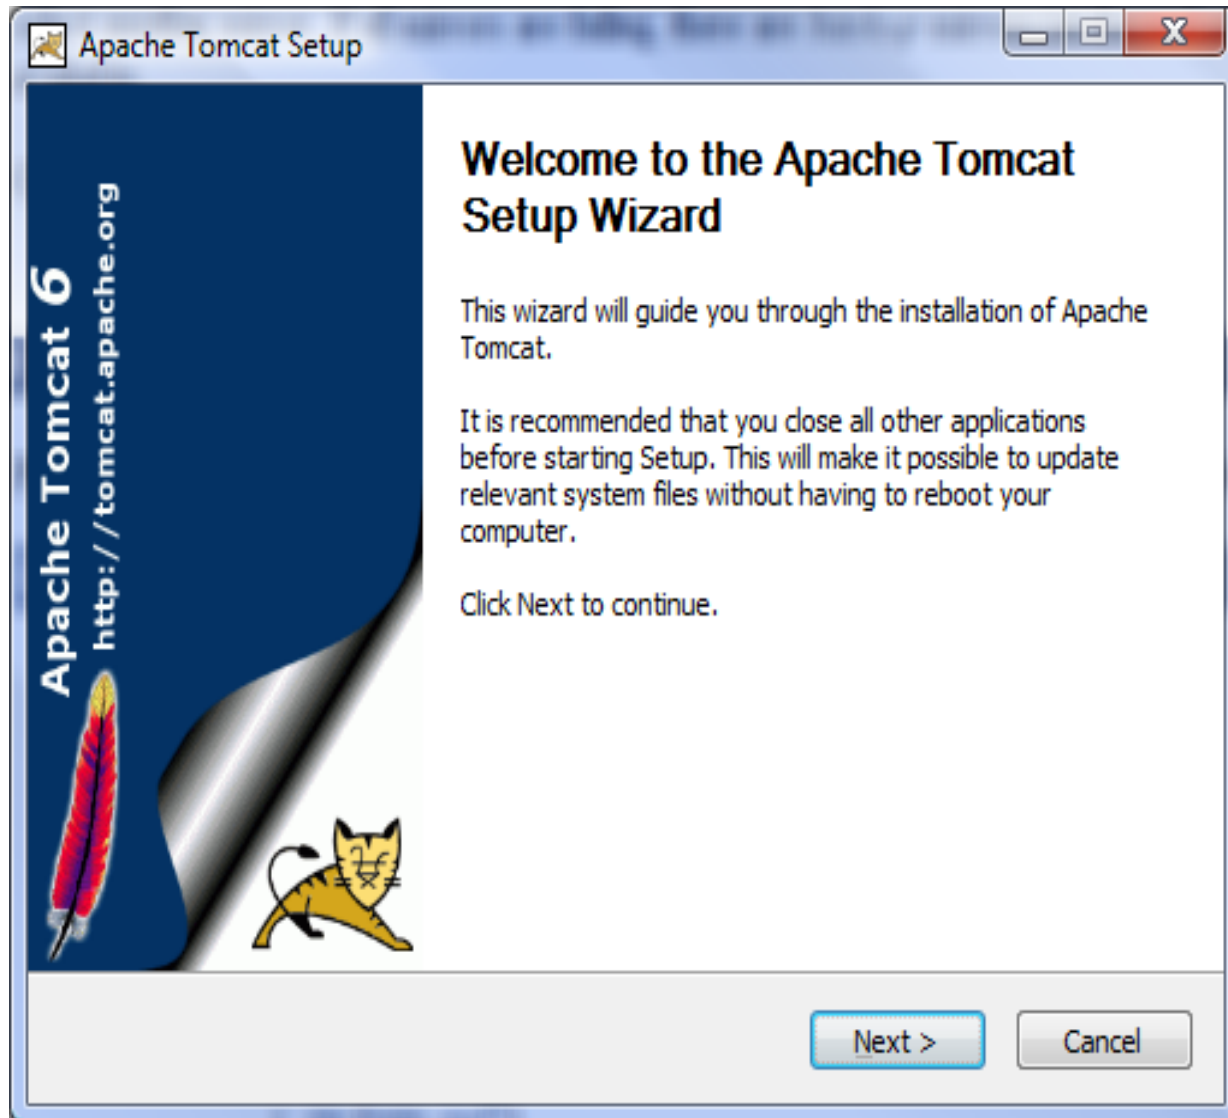 Apache Tomcat Setup
X
Apache Tomcat 6
http://tomcat.apache.org
Welcome to the Apache Tomcat
Setup Wizard
This wizard will guide you through the installation of Apache
Tomcat.
It is recommended that you close all other applications
before starting Setup. This will make it possible to update
relevant system files without having to reboot your
computer.
Click Next to continue.
Next >
Cancel